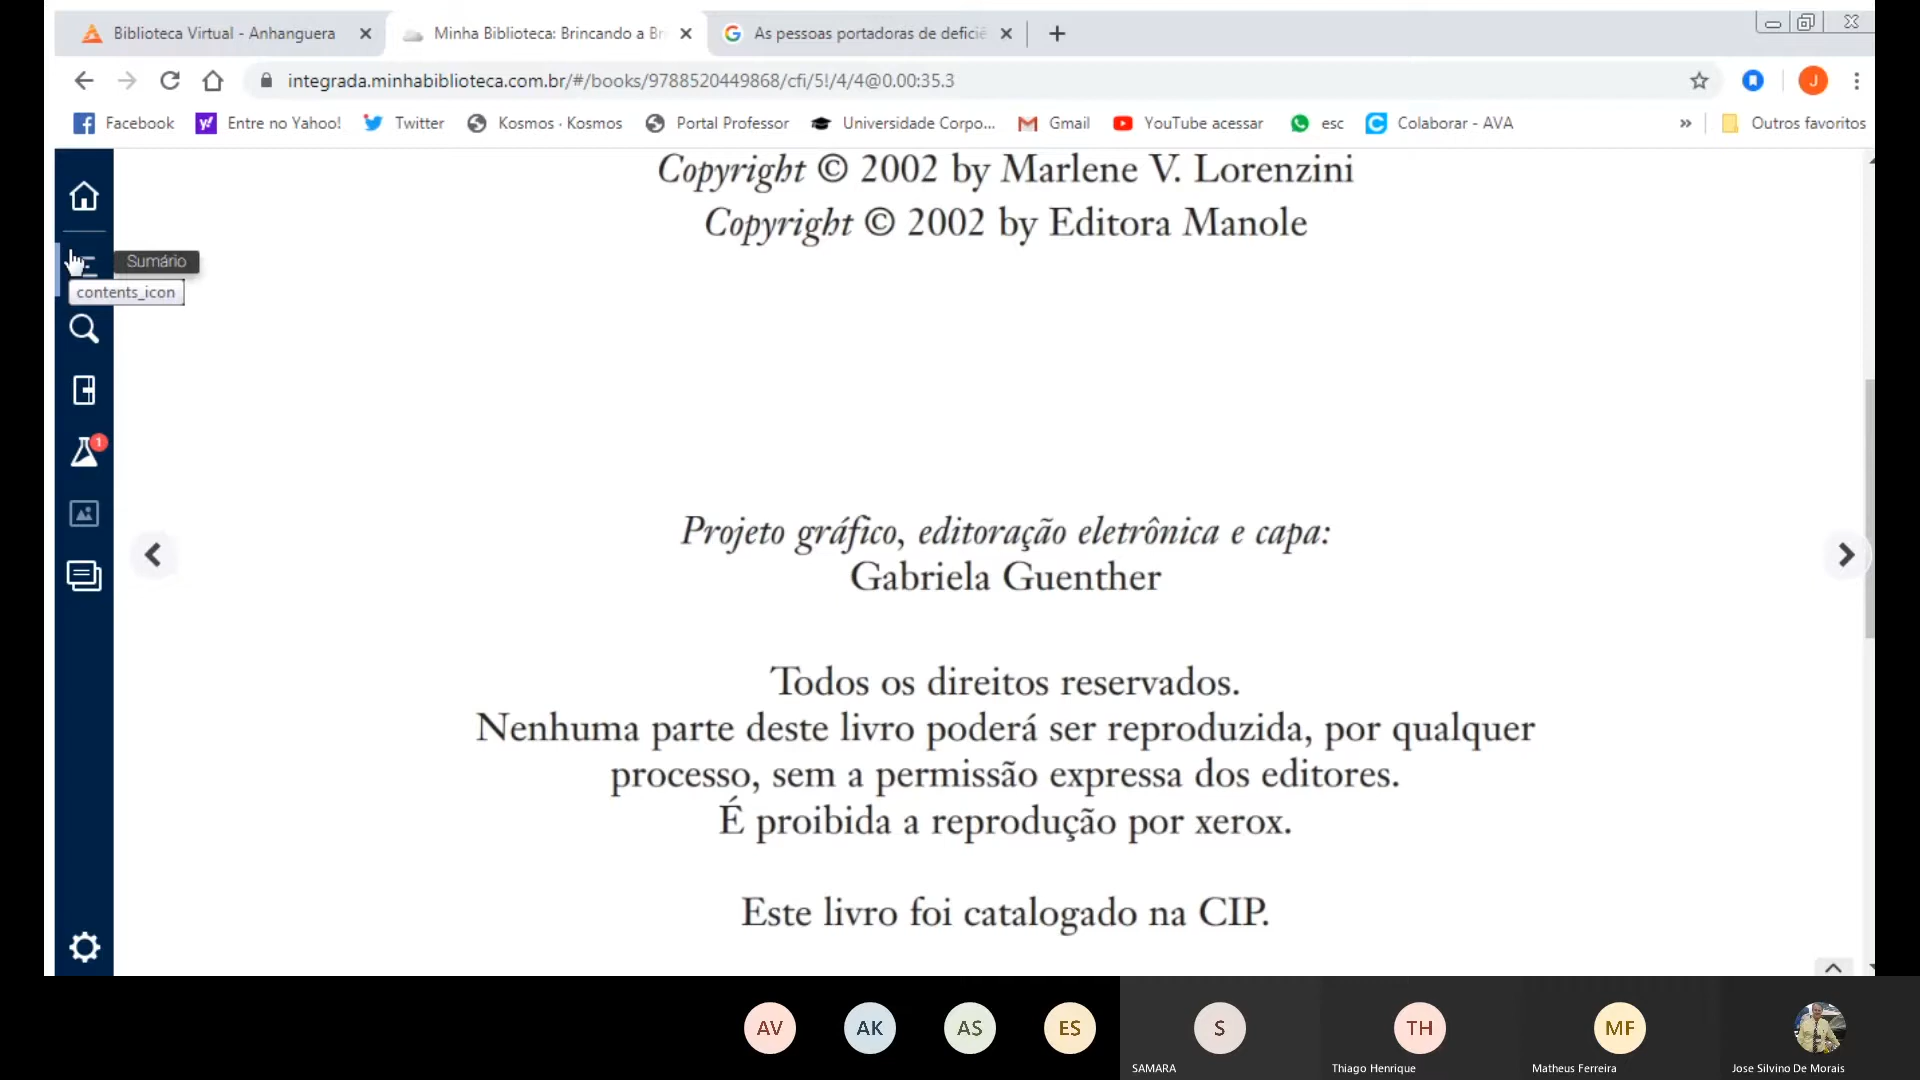 Biblioteca Virtual - Anhanguera
Minha Biblioteca: Brincando a Br
As pessoas portadoras de deficiê
integrada.minhabiblioteca.com.br/#/books/9788520449868/cfi/5!/4/4@0.00:35.3
J
Facebook
Entre no Yahoo!
Twitter
Kosmos · Kosmos
Portal Professor
Universidade Corpo...
Gmail
YouTube acessar
esc
Colaborar - AVA
»
Outros favoritos
Copyright © 2002 by Marlene V. Lorenzini
Copyright © 2002 by Editora Manole
Sumário
contents_icon
1
Projeto gráfico, editoração eletrônica e capa:
Gabriela Guenther
Todos os direitos reservados.
Nenhuma parte deste livro poderá ser reproduzida, por qualquer
processo, sem a permissão expressa dos editores.
É proibida a reprodução por xerox.
Este livro foi catalogado na CIP.
AV
AK
AS
ES
S
TH
MF
SAMARA
Thiago Henrique
Matheus Ferreira
Jose Silvino De Morais